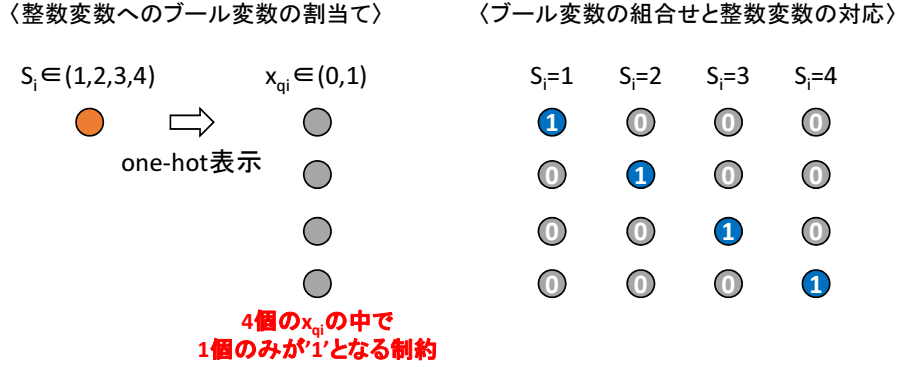 〈整数変数へのブール変数の割当て〉
〈ブール変数の組合せと整数変数の対応〉
Si∈(1,2,3,4)
xqi∈(0,1)
one-hot表示
4個のxqiの中で
1個のみが'1'となる制約
Si=1 Si=2 Si=3 Si=4
1 0 0 0
0 1 0 0
0 0 1 0
0 0 0 1